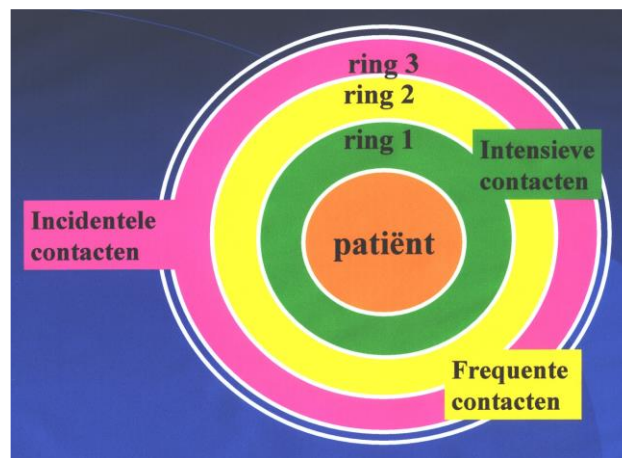 ring 3
ring 2
ring 1
Intensieve
contacten
Incidentele
contacten
patiënt
Frequente
contacten